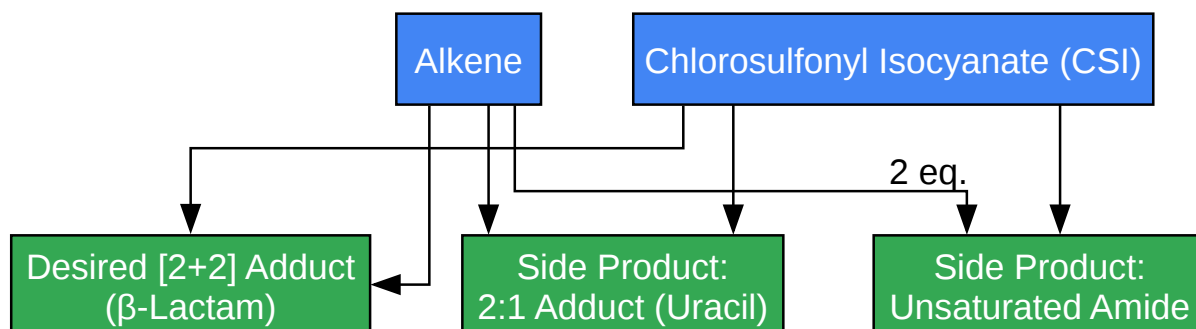 Alkene
Chlorosulfonyl Isocyanate (CSI)
2 eq.
Desired [2+2] Adduct
(β-Lactam)
Side Product:
2:1 Adduct (Uracil)
Side Product:
Unsaturated Amide